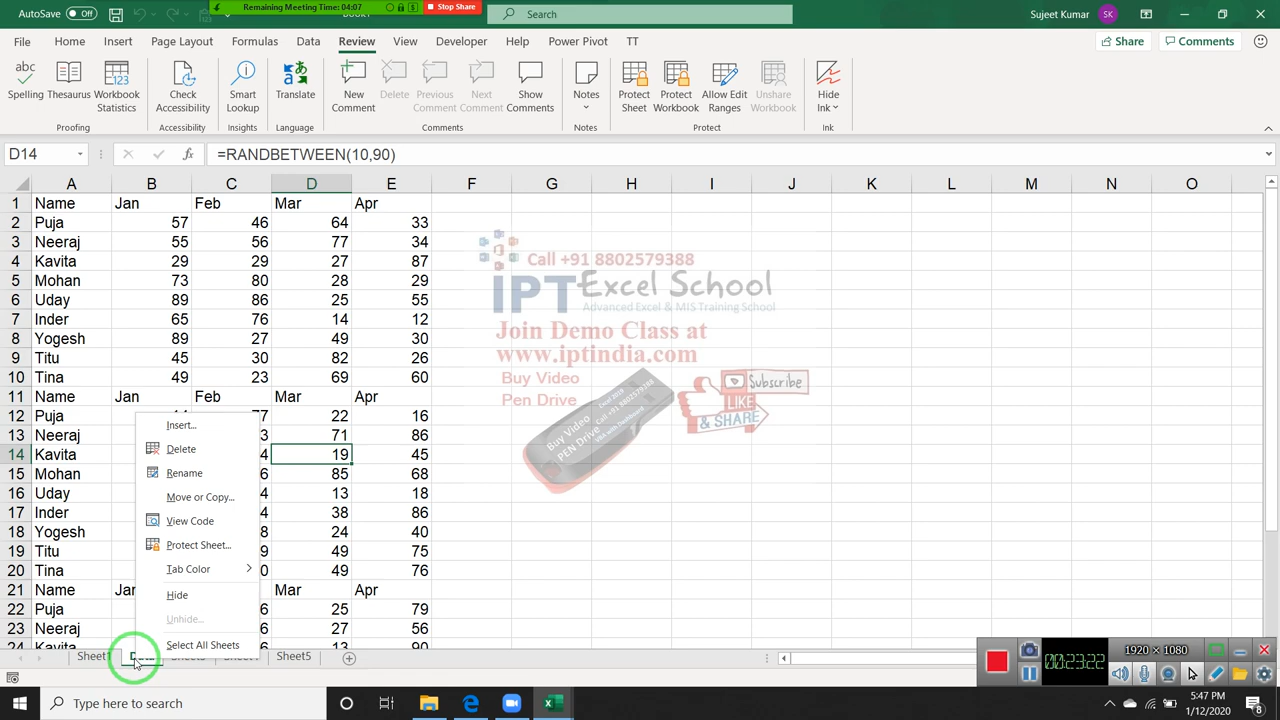 Remaining Meeting Time: 04:07 Stop Share
AutoSave Off Search Sujeet Kumar SK
File Home Insert Page Layout Formulas Data Review View Developer Help Power Pivot TT Share Comments
Spelling Thesaurus Workbook Statistics Check Accessibility Smart Lookup Translate New Comment Delete Previous Comment Next Comment Show Comments Notes Protect Sheet Protect Workbook Allow Edit Ranges Unshare Workbook Hide Ink
Proofing Accessibility Insights Language Comments Notes Protect Ink
D14 fx =RANDBETWEEN(10,90)
A B C D E F G H I J K L M N O
1 Name Jan Feb Mar Apr
2 Puja 57 46 64 33
3 Neeraj 55 56 77 34
4 Kavita 29 29 27 87
5 Mohan 73 80 28 29
6 Uday 89 86 25 55
7 Inder 65 76 14 12
8 Yogesh 89 27 49 30
9 Titu 45 30 82 26
10 Tina 49 23 69 60
11 Name Jan Feb Mar Apr
12 Puja 77 22 16
13 Neeraj 3 71 86
14 Kavita 4 19 45
15 Mohan 6 85 68
16 Uday 4 13 18
17 Inder 4 38 86
18 Yogesh 8 24 40
19 Titu 9 49 75
20 Tina 0 49 76
21 Name Jan Mar Apr
22 Puja 6 25 79
23 Neeraj 6 27 56
24 Kavita 13 90
Call +91 8802579388
IPT Excel School
Advanced Excel & MIS Training School
Join Demo Class at
www.iptindia.com
Buy Video
Pen Drive
Subscribe
LIKE
& SHARE
Buy Video
PEN Drive
Insert...
Delete
Rename
Move or Copy...
View Code
Protect Sheet...
Tab Color
Hide
Unhide...
Select All Sheets
Sheet1 Sheet5
1920 × 1080
00:23:22
Type here to search
5:47 PM
1/12/2020
8